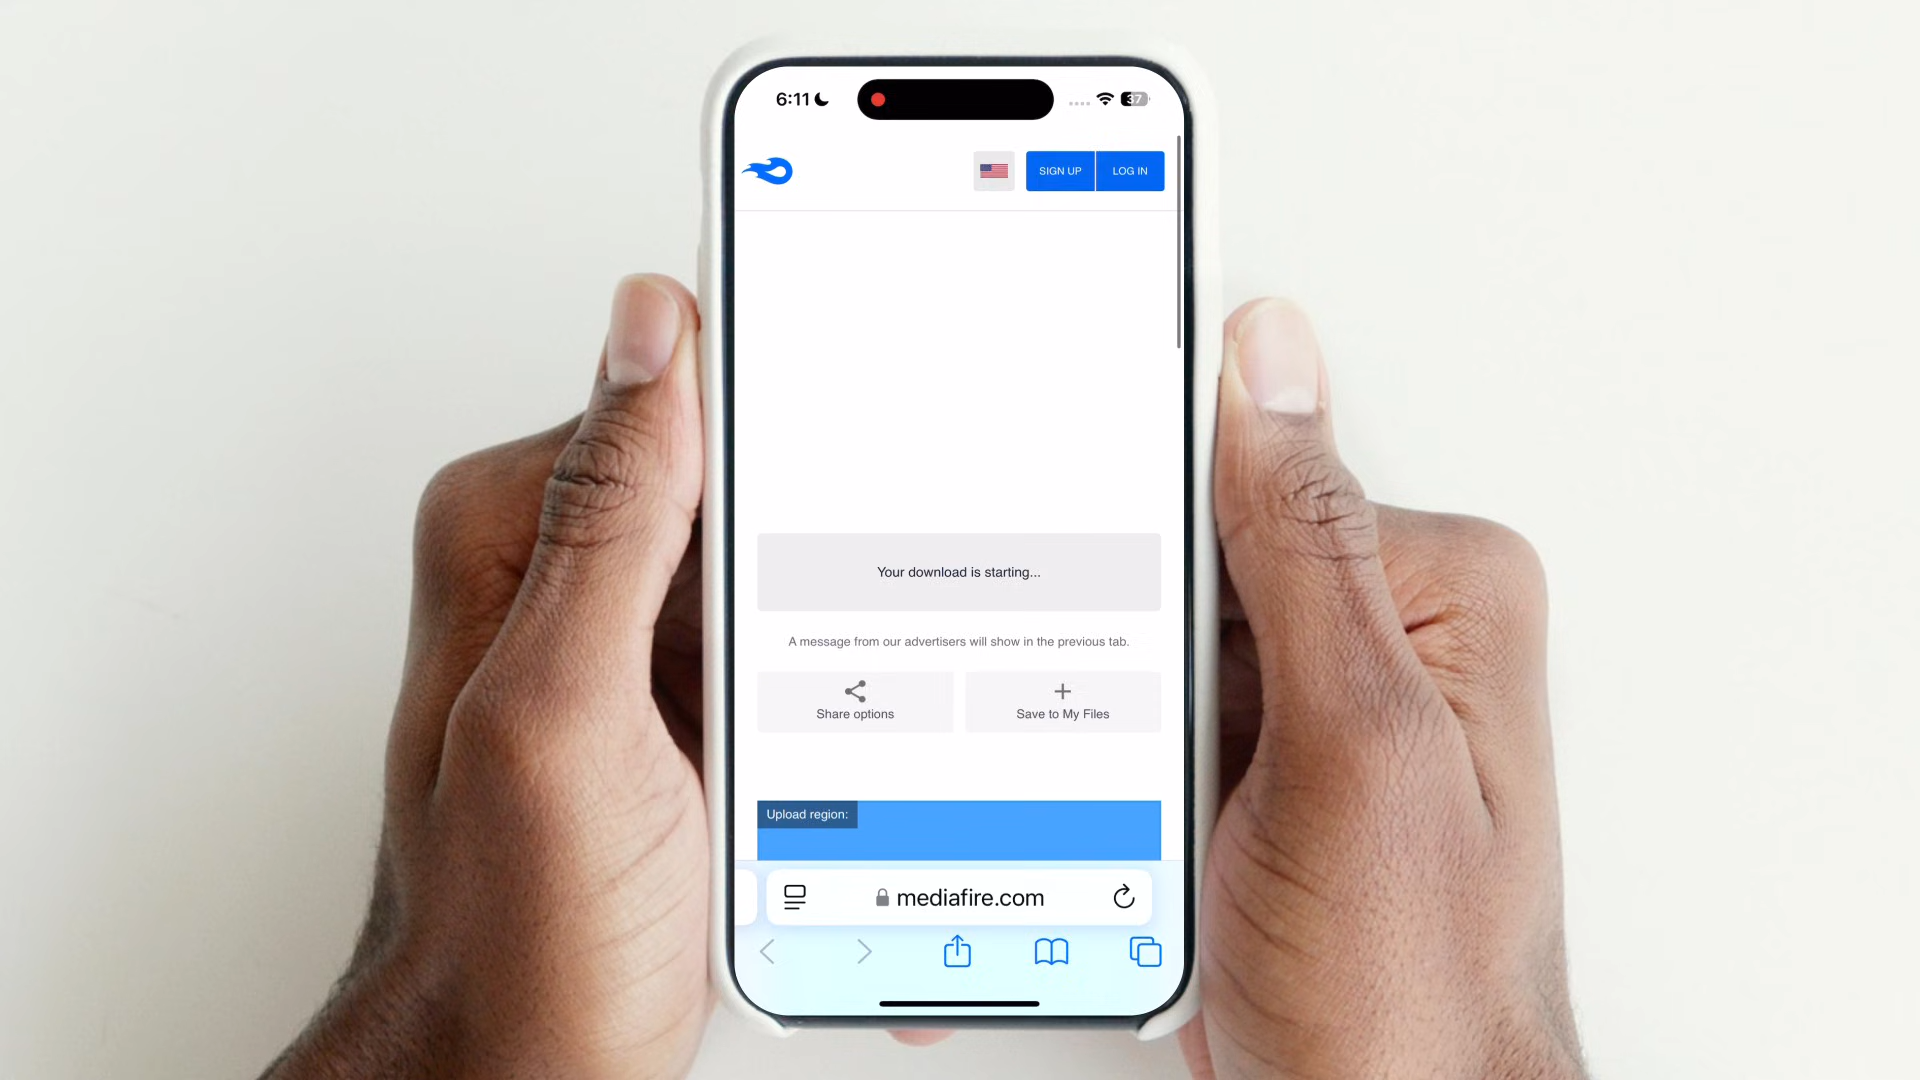 6:11
37
SIGN UP
LOG IN
Your download is starting...
A message from our advertisers will show in the previous tab.
Share options
Save to My Files
Upload region:
mediafire.com